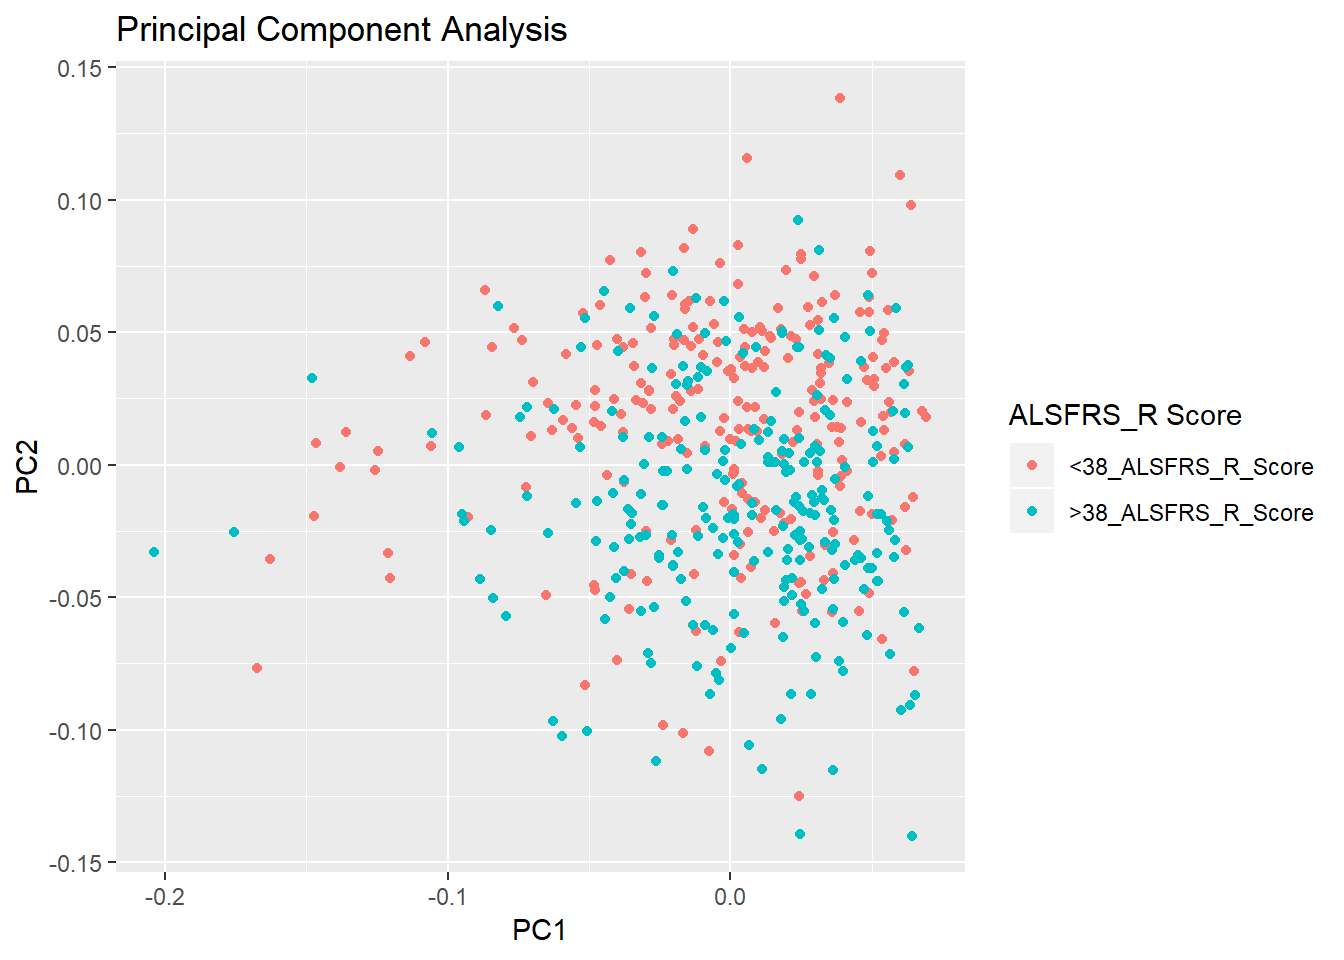 Principal Component Analysis
0.15
0.10
0.05
0.00
-0.05
-0.10
-0.15
PC2
-0.2
-0.1
0.0
PC1
ALSFRS_R Score
<38_ALSFRS_R_Score
>38_ALSFRS_R_Score